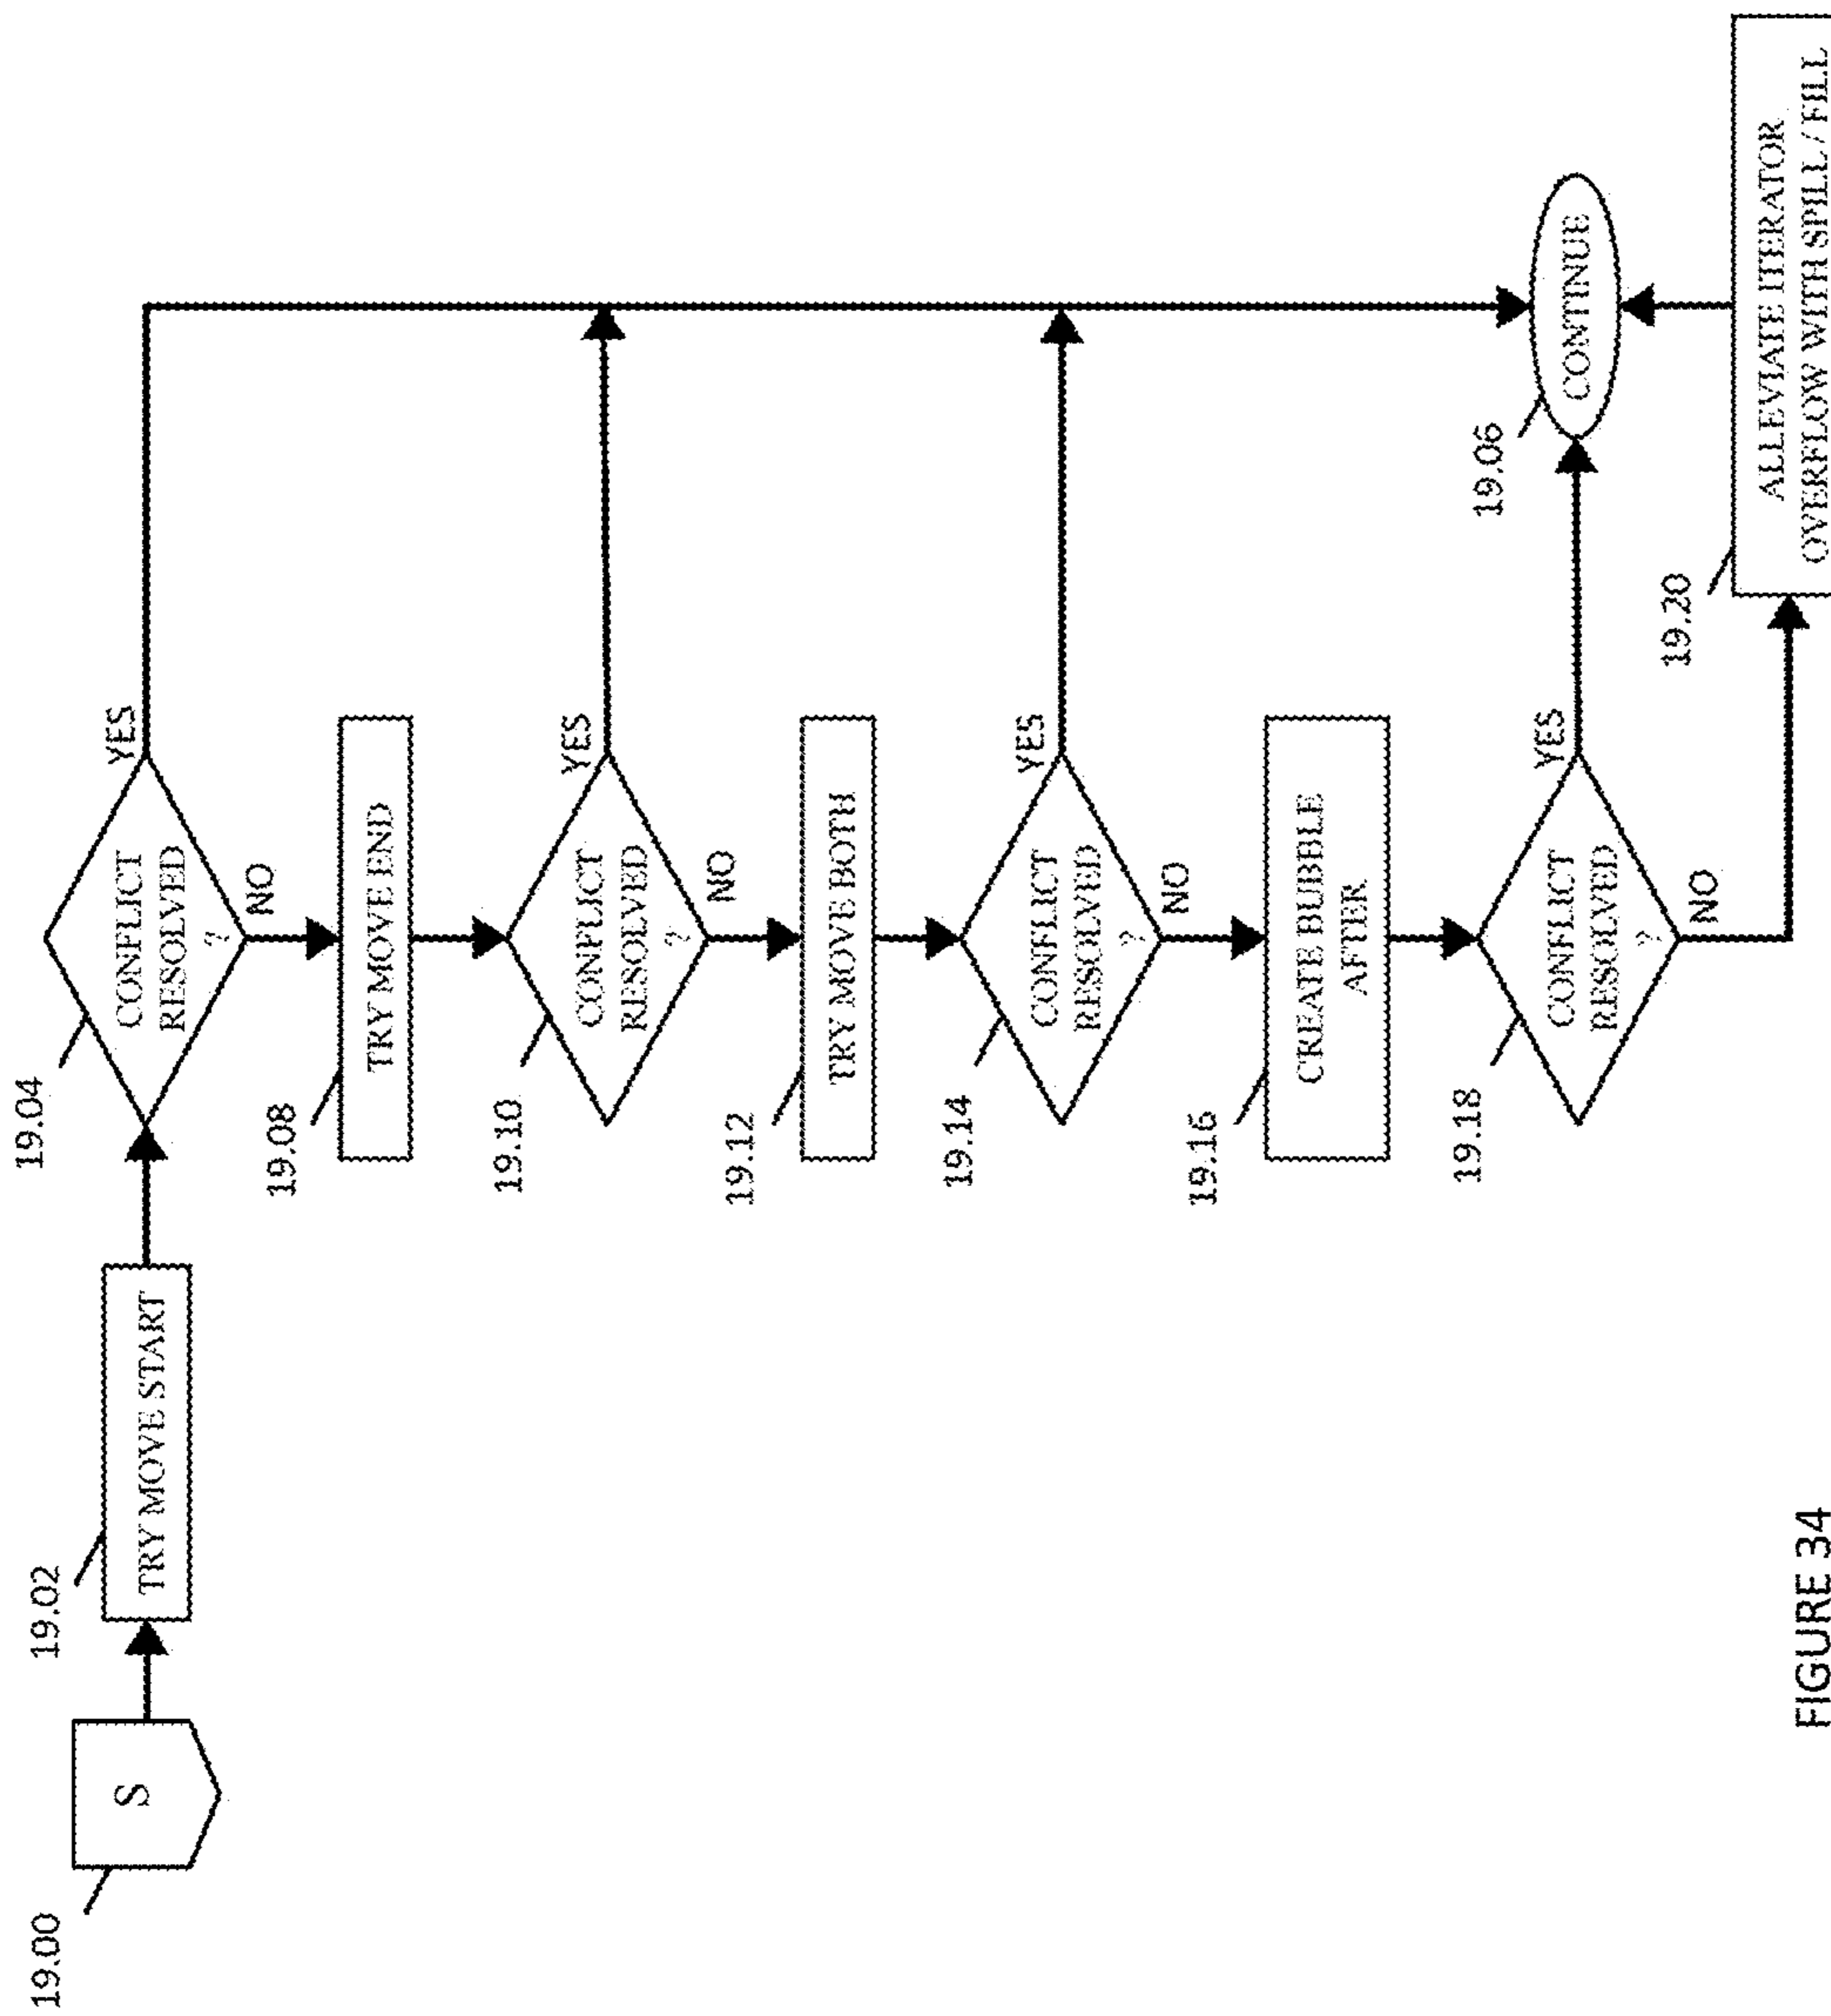 19.00
S
19.02
TRY MOVE START
19.04
CONFLICT
RESOLVED
?
YES
NO
19.08
TRY MOVE END
19.10
CONFLICT
RESOLVED
?
YES
NO
19.12
TRY MOVE BOTH
19.14
CONFLICT
RESOLVED
?
YES
NO
19.16
CREATE BUBBLE
AFTER
19.18
CONFLICT
RESOLVED
?
YES
NO
19.06
CONTINUE
19.20
ALLEVIATE ITERATOR
OVERFLOW WITH SPILL / FILL
FIGURE 34